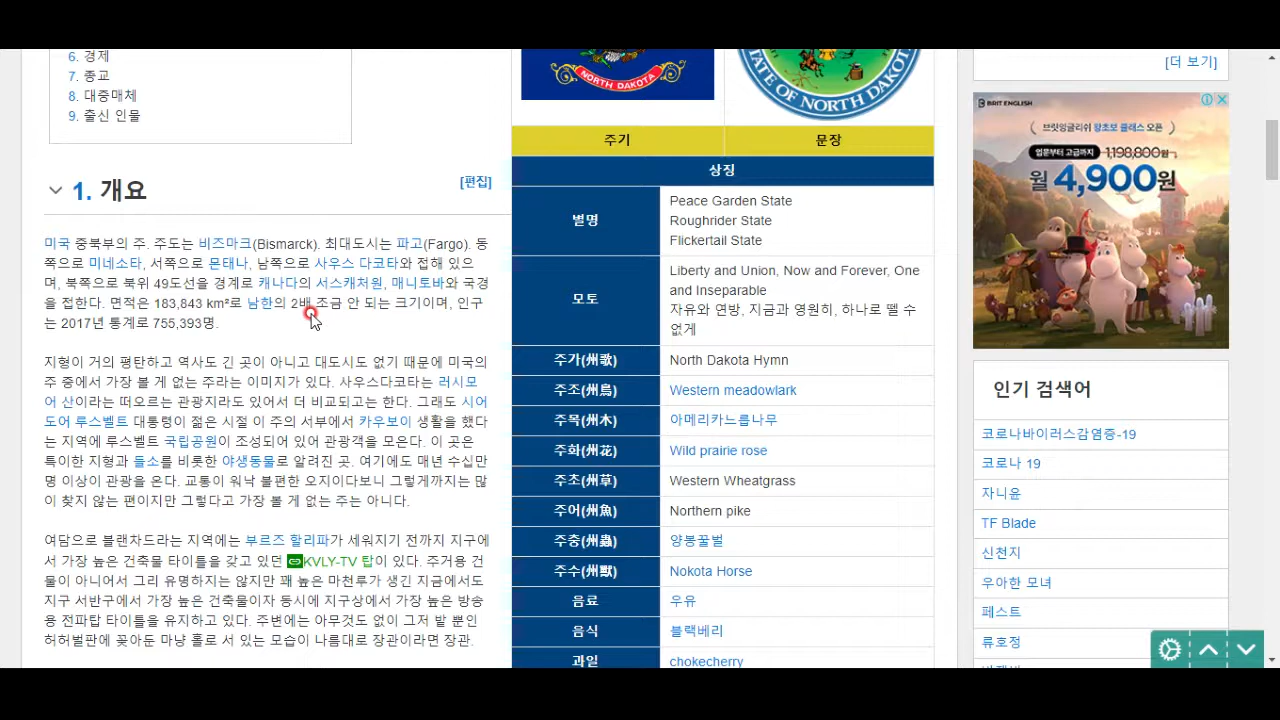 6. 경제
7. 종교
8. 대중매체
9. 출신 인물
1. 개요
[편집]
미국 중북부의 주. 주도는 비즈마크(Bismarck). 최대도시는 파고(Fargo). 동
쪽으로 미네소타, 서쪽으로 몬태나, 남쪽으로 사우스 다코타와 접해 있으
며, 북쪽으로 북위 49도선을 경계로 캐나다의 서스캐처원, 매니토바와 국경
을 접한다. 면적은 183,843 km²로 남한의 2배 조금 안 되는 크기이며, 인구
는 2017년 통계로 755,393명.
지형이 거의 평탄하고 역사도 긴 곳이 아니고 대도시도 없기 때문에 미국의
주 중에서 가장 볼 게 없는 주라는 이미지가 있다. 사우스다코타는 러시모
어 산이라는 떠오르는 관광지라도 있어서 더 비교되고는 한다. 그래도 시어
도어 루스벨트 대통령이 젊은 시절 이 주의 서부에서 카우보이 생활을 했다
는 지역에 루스벨트 국립공원이 조성되어 있어 관광객을 모은다. 이 곳은
특이한 지형과 들소를 비롯한 야생동물로 알려진 곳. 여기에도 매년 수십만
명 이상이 관광을 온다. 교통이 워낙 불편한 오지이다보니 그렇게까지는 많
이 찾지 않는 편이지만 그렇다고 가장 볼 게 없는 주는 아니다.
여담으로 블랜차드라는 지역에는 부르즈 할리파가 세워지기 전까지 지구에
서 가장 높은 건축물 타이틀을 갖고 있던 KVLY-TV 탑이 있다. 주거용 건
물이 아니어서 그리 유명하지는 않지만 꽤 높은 마천루가 생긴 지금에서도
지구 서반구에서 가장 높은 건축물이자 동시에 지구상에서 가장 높은 방송
용 전파탑 타이틀을 유지하고 있다. 주변에는 아무것도 없이 그저 밭 뿐인
허허벌판에 꽂아둔 마냥 홀로 서 있는 모습이 나름대로 장관이라면 장관.
NORTH DAKOTA
STATE OF NORTH DAKOTA
주기 문장
상징
별명
Peace Garden State
Roughrider State
Flickertail State
모토
Liberty and Union, Now and Forever, One
and Inseparable
자유와 연방, 지금과 영원히, 하나로 뗄 수
없게
주가(州歌) North Dakota Hymn
주조(州鳥) Western meadowlark
주목(州木) 아메리카느릅나무
주화(州花) Wild prairie rose
주초(州草) Western Wheatgrass
주어(州魚) Northern pike
주충(州蟲) 양봉꿀벌
주수(州獸) Nokota Horse
음료 우유
음식 블랙베리
과일 chokecherry
[더 보기]
BRIT ENGLISH
브릿잉글리쉬 왕초보 클래스 오픈
입문부터 고급까지 1,198,800원
월 4,900원
인기 검색어
코로나바이러스감염증-19
코로나 19
자니윤
TF Blade
신천지
우아한 모녀
페스트
류호정